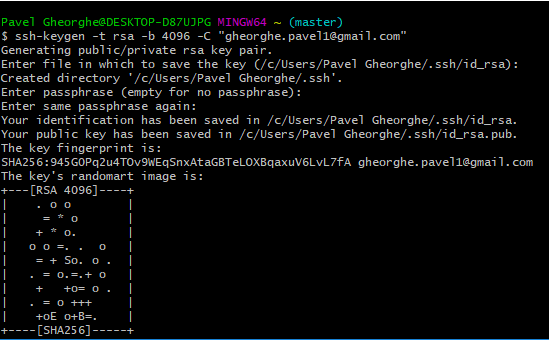 Pavel Gheorghe@DESKTOP-D87UJPG MINGW64 ~ (master)
$ ssh-keygen -t rsa -b 4096 -C "gheorghe.pavel1@gmail.com"
Generating public/private rsa key pair.
Enter file in which to save the key (/c/Users/Pavel Gheorghe/.ssh/id_rsa):
Created directory '/c/Users/Pavel Gheorghe/.ssh'.
Enter passphrase (empty for no passphrase):
Enter same passphrase again:
Your identification has been saved in /c/Users/Pavel Gheorghe/.ssh/id_rsa.
Your public key has been saved in /c/Users/Pavel Gheorghe/.ssh/id_rsa.pub.
The key fingerprint is:
SHA256:945GOPq2u4TOv9WEqSnxAtaGBTeLOXBqaxuV6LvL7fA gheorghe.pavel1@gmail.com
The key's randomart image is:
+---[RSA 4096]----+
|    . o o        |
|     = * o       |
|    + * o.       |
|   o o =. .  o   |
|    = + So. o .  |
|   . = o.=.+ o   |
|    +   +o= o .  |
|   . = o +++     |
|    +oE o+B=.    |
+----[SHA256]-----+